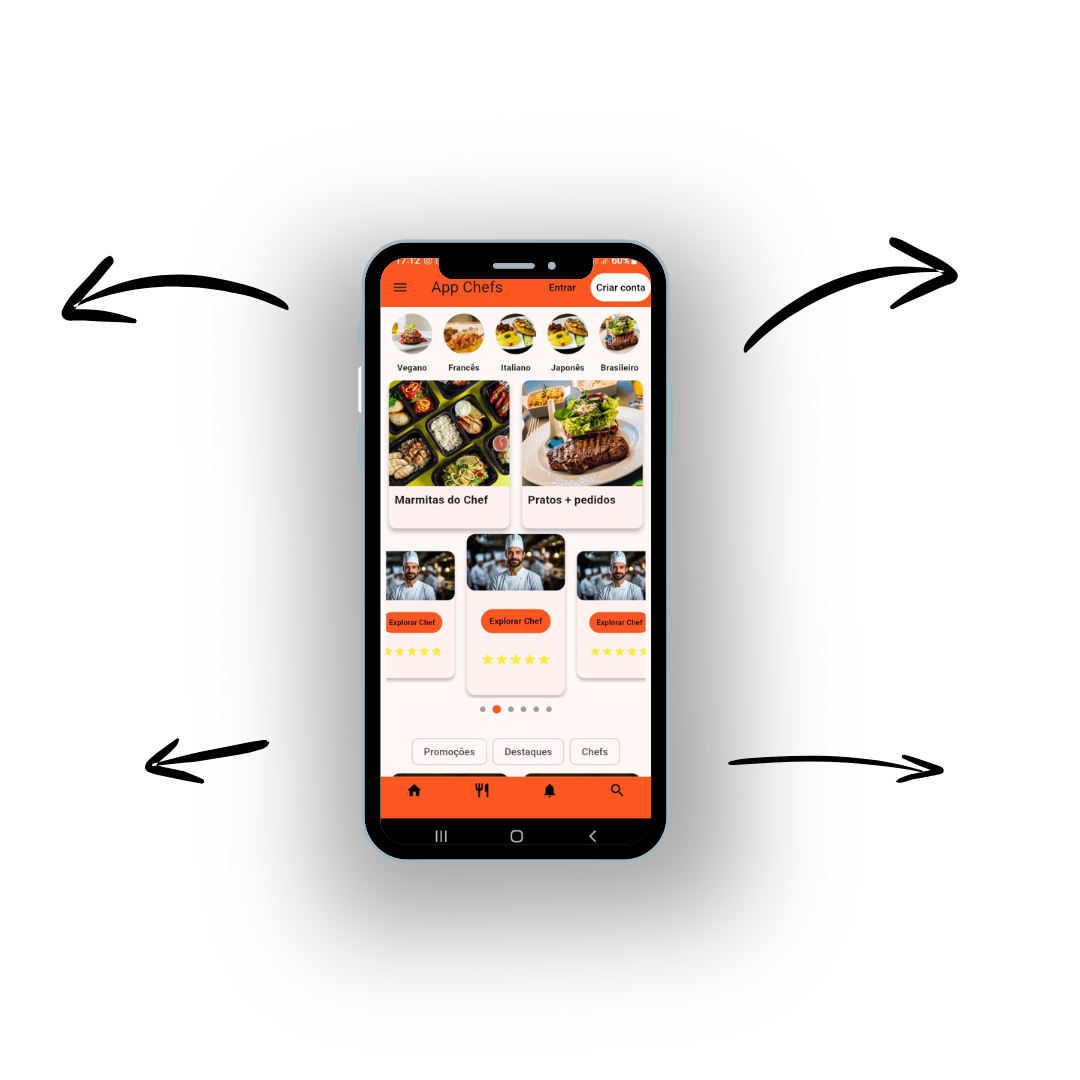 17:12 60%
App Chefs Entrar Criar conta
Vegano Francês Italiano Japonês Brasileiro
Marmitas do Chef Pratos + pedidos
Explorar Chef Explorar Chef Explorar Chef
Promoções Destaques Chefs